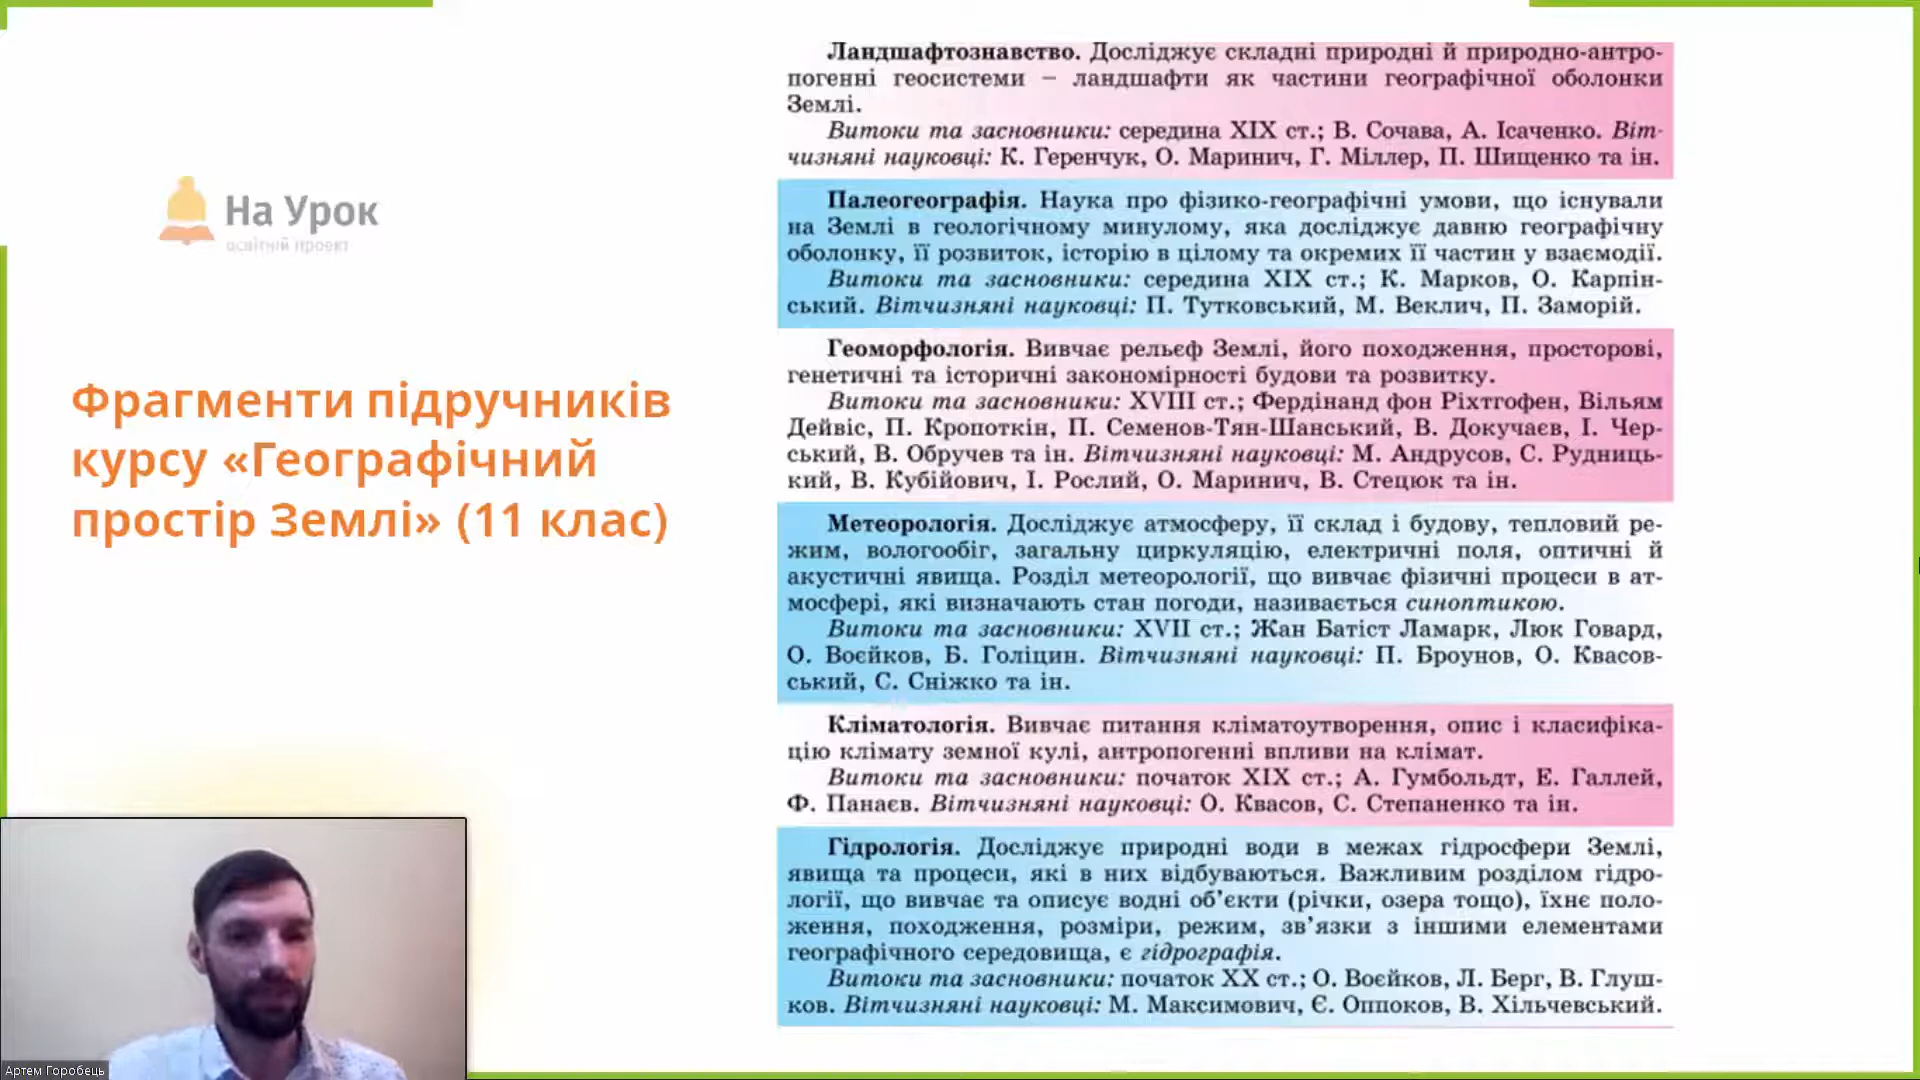 На Урок
освітній проект
Фрагменти підручників
курсу «Географічний
простір Землі» (11 клас)
Ландшафтознавство. Досліджує складні природні й природно-антро-
погенні геосистеми – ландшафти як частини географічної оболонки
Землі.
Витоки та засновники: середина XIX ст.; В. Сочава, А. Ісаченко. Віт-
чизняні науковці: К. Геренчук, О. Маринич, Г. Міллер, П. Шищенко та ін.
Палеогеографія. Наука про фізико-географічні умови, що існували
на Землі в геологічному минулому, яка досліджує давню географічну
оболонку, її розвиток, історію в цілому та окремих її частин у взаємодії.
Витоки та засновники: середина XIX ст.; К. Марков, О. Карпін-
ський. Вітчизняні науковці: П. Тутковський, М. Веклич, П. Заморій.
Геоморфологія. Вивчає рельєф Землі, його походження, просторові,
генетичні та історичні закономірності будови та розвитку.
Витоки та засновники: XVIII ст.; Фердінанд фон Ріхтгофен, Вільям
Дейвіс, П. Кропоткін, П. Семенов-Тян-Шанський, В. Докучаєв, І. Чер-
ський, В. Обручев та ін. Вітчизняні науковці: М. Андрусов, С. Рудниць-
кий, В. Кубійович, І. Рослий, О. Маринич, В. Стецюк та ін.
Метеорологія. Досліджує атмосферу, її склад і будову, тепловий ре-
жим, вологообіг, загальну циркуляцію, електричні поля, оптичні й
акустичні явища. Розділ метеорології, що вивчає фізичні процеси в ат-
мосфері, які визначають стан погоди, називається синоптикою.
Витоки та засновники: XVII ст.; Жан Батіст Ламарк, Люк Говард,
О. Воєйков, Б. Голіцин. Вітчизняні науковці: П. Броунов, О. Квасов-
ський, С. Сніжко та ін.
Кліматологія. Вивчає питання кліматоутворення, опис і класифіка-
цію клімату земної кулі, антропогенні впливи на клімат.
Витоки та засновники: початок XIX ст.; А. Гумбольдт, Е. Галлей,
Ф. Панаєв. Вітчизняні науковці: О. Квасов, С. Степаненко та ін.
Гідрологія. Досліджує природні води в межах гідросфери Землі,
явища та процеси, які в них відбуваються. Важливим розділом гідро-
логії, що вивчає та описує водні об’єкти (річки, озера тощо), їхнє поло-
ження, походження, розміри, режим, зв’язки з іншими елементами
географічного середовища, є гідрографія.
Витоки та засновники: початок XX ст.; О. Воєйков, Л. Берг, В. Глуш-
ков. Вітчизняні науковці: М. Максимович, Є. Оппоков, В. Хільчевський.
Артем Горобець